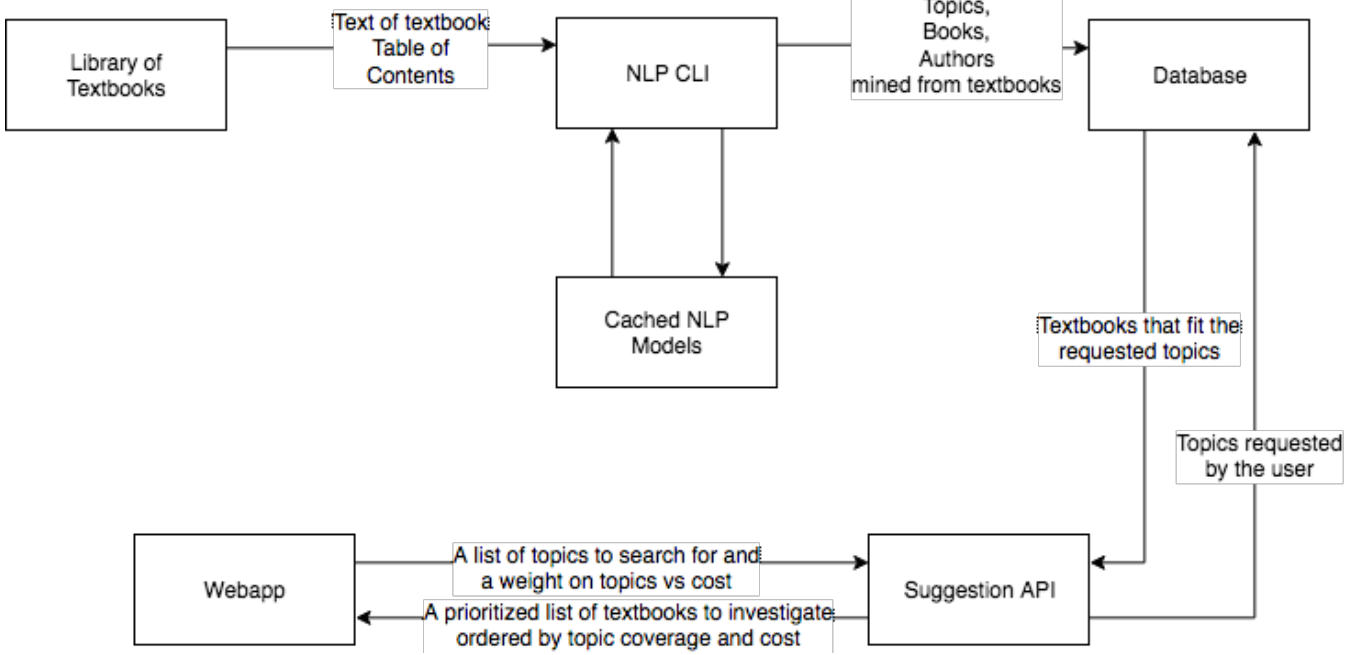 Library of
Textbooks
Text of textbook
Table of
Contents
NLP CLI
Topics,
Books,
Authors
mined from textbooks
Database
Cached NLP
Models
Textbooks that fit the
requested topics
Topics requested
by the user
Webapp
A list of topics to search for and
a weight on topics vs cost
A prioritized list of textbooks to investigate
ordered by topic coverage and cost
Suggestion API